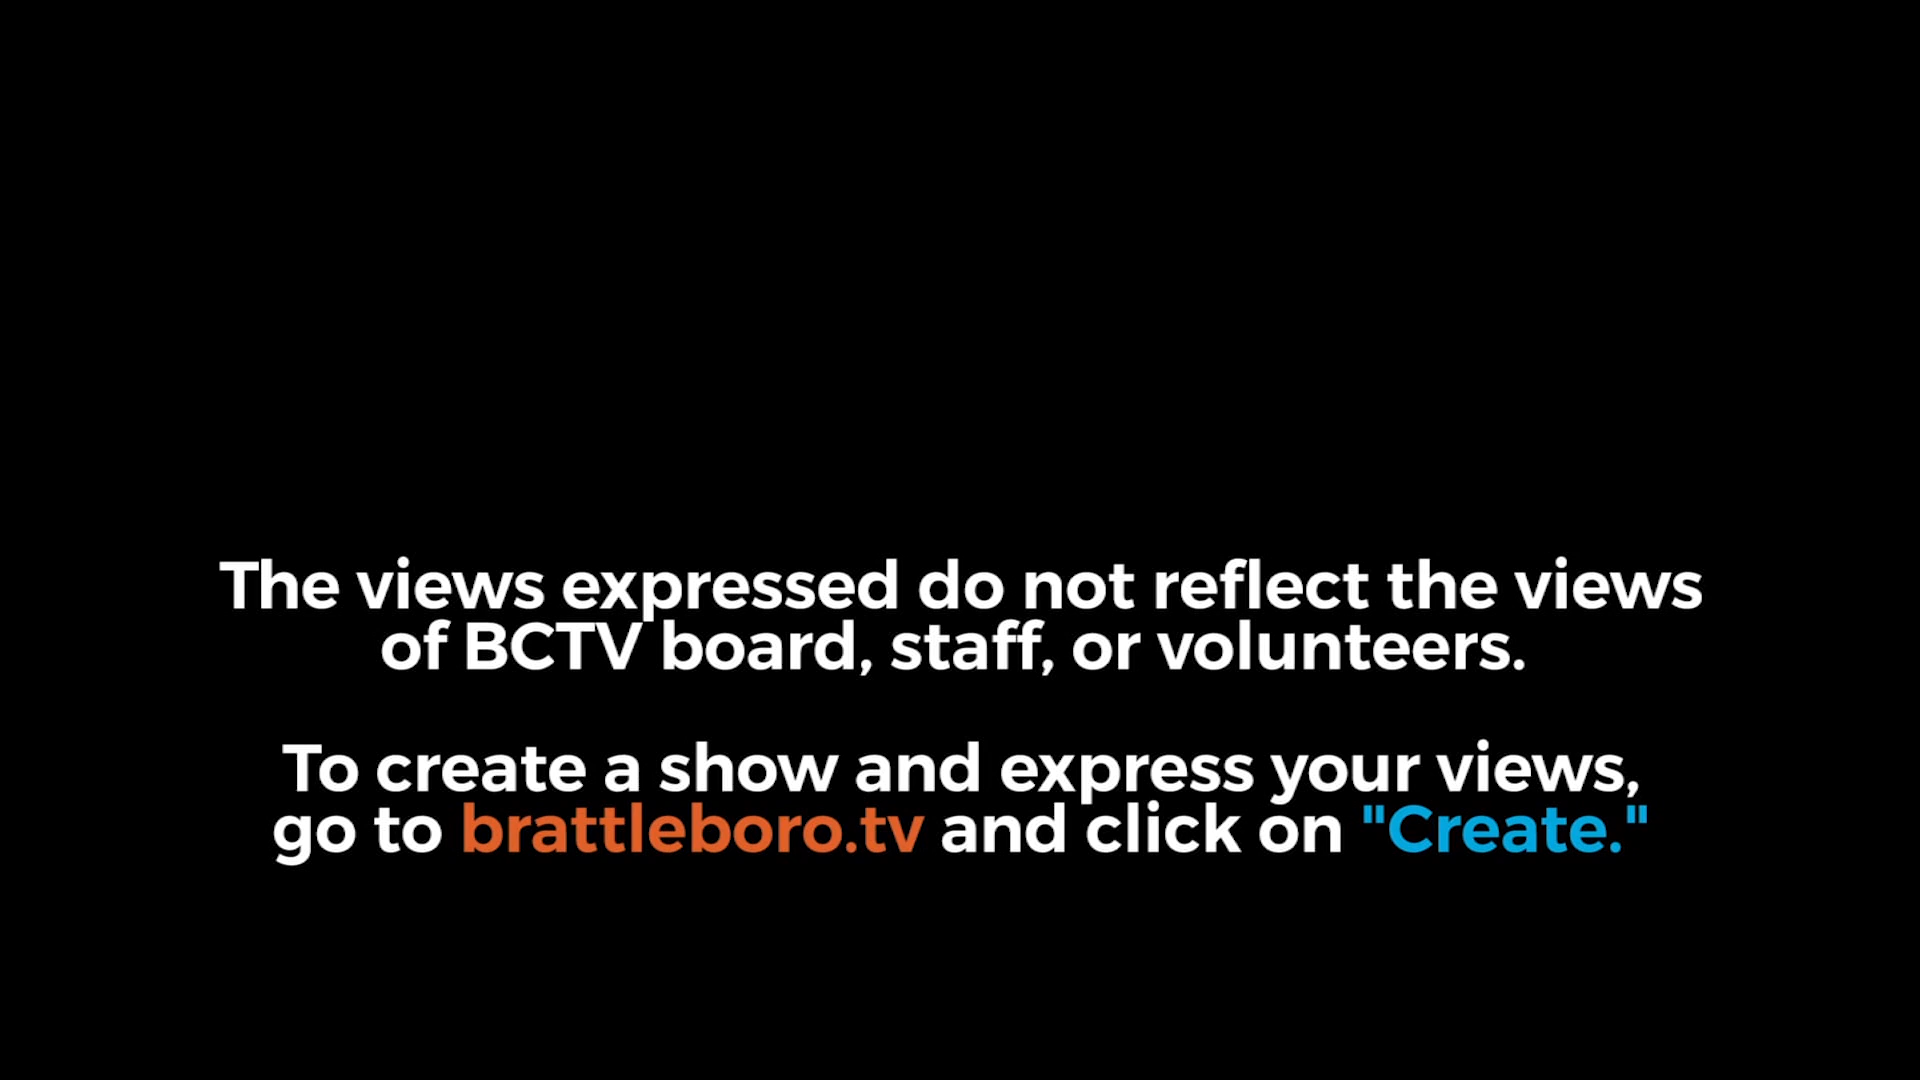 The views expressed do not reflect the views
of BCTV board, staff, or volunteers.
To create a show and express your views,
go to brattleboro.tv and click on "Create."